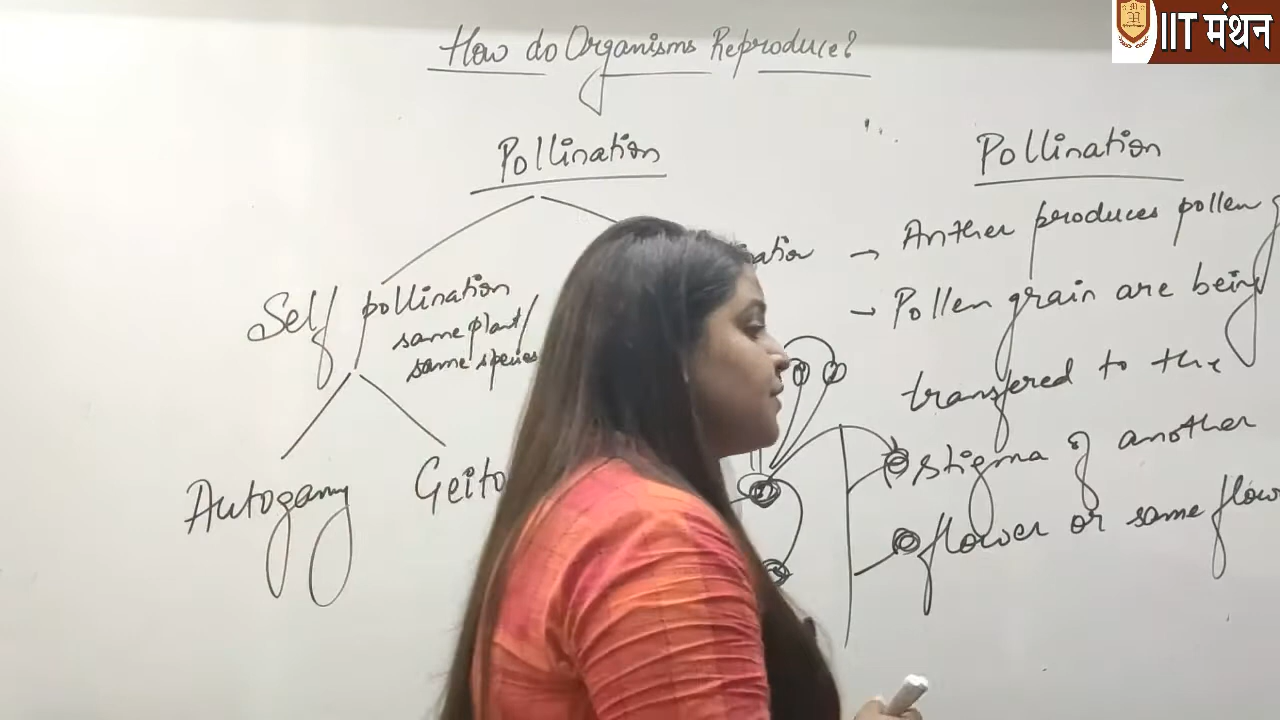 IIT मंथन
How do Organisms Reproduce?
Pollination
Self pollination
same plant/
same species
Autogamy
Geito
Pollination
→ Anther produces pollen g
→ Pollen grain are being
transfered to the
stigma of another
flower or same flow